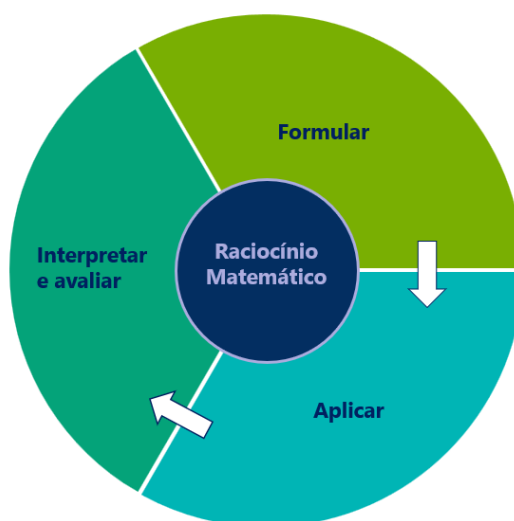 Formular
Interpretar
e avaliar
Raciocínio
Matemático
Aplicar